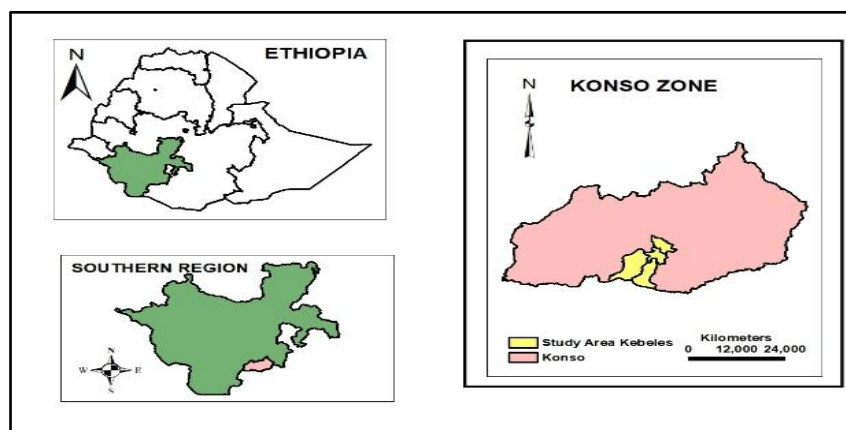 N
ETHIOPIA
SOUTHERN REGION
N
W E
S
N
KONSO ZONE
Study Area Kebeles
Konso
Kilometers
0 12,000 24,000